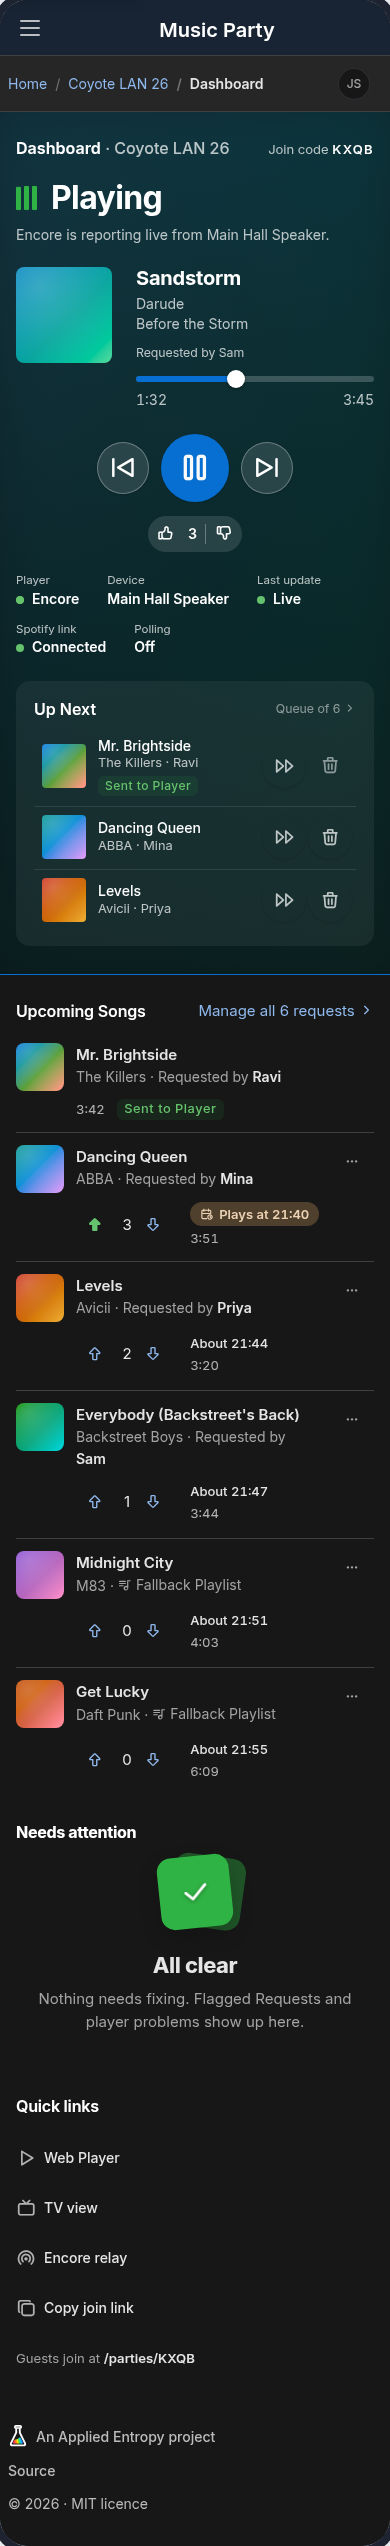 Music Party
Home / Coyote LAN 26 / Dashboard
JS
Dashboard · Coyote LAN 26
Join code KXQB
Playing
Encore is reporting live from Main Hall Speaker.
Sandstorm
Darude
Before the Storm
Requested by Sam
1:32
3:45
3
Player
Encore
Device
Main Hall Speaker
Last update
Live
Spotify link
Connected
Polling
Off
Up Next
Queue of 6
Mr. Brightside
The Killers · Ravi
Sent to Player
Dancing Queen
ABBA · Mina
Levels
Avicii · Priya
Upcoming Songs
Manage all 6 requests
Mr. Brightside
The Killers · Requested by Ravi
3:42
Sent to Player
Dancing Queen
ABBA · Requested by Mina
3
Plays at 21:40
3:51
Levels
Avicii · Requested by Priya
2
About 21:44
3:20
Everybody (Backstreet's Back)
Backstreet Boys · Requested by
Sam
1
About 21:47
3:44
Midnight City
M83 · Fallback Playlist
0
About 21:51
4:03
Get Lucky
Daft Punk · Fallback Playlist
0
About 21:55
6:09
Needs attention
All clear
Nothing needs fixing. Flagged Requests and
player problems show up here.
Quick links
Web Player
TV view
Encore relay
Copy join link
Guests join at /parties/KXQB
An Applied Entropy project
Source
© 2026 · MIT licence